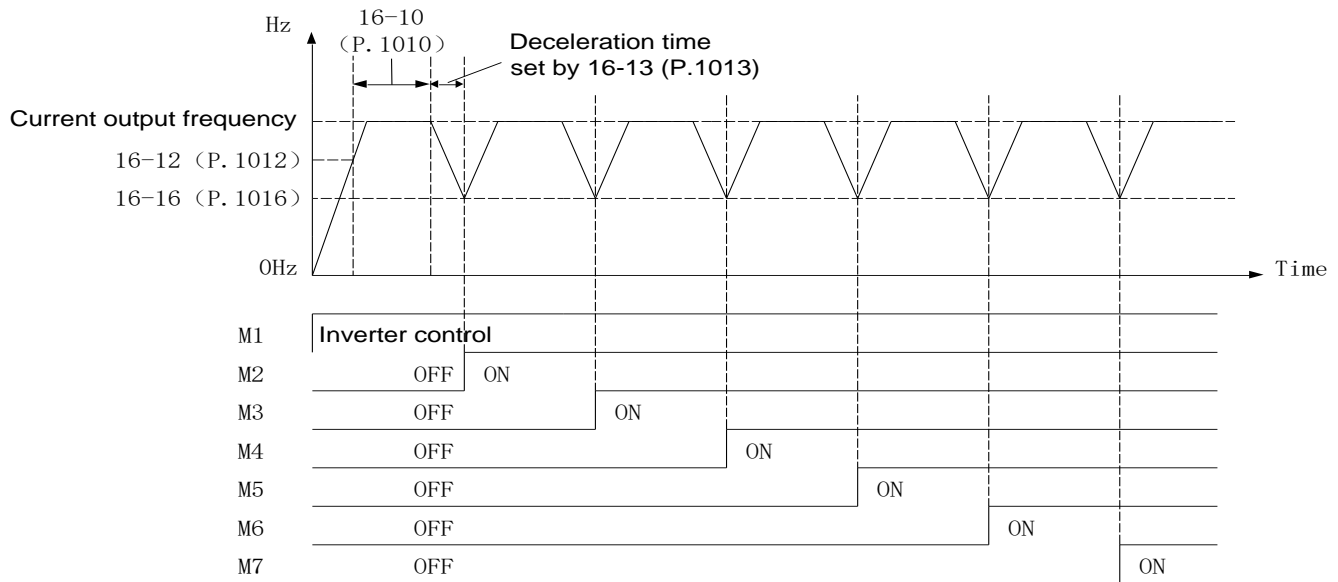 Hz
16-10
(P. 1010)
Deceleration time
set by 16-13 (P.1013)
Current output frequency
16-12 (P. 1012)
16-16 (P. 1016)
0Hz
Time
M1 Inverter control
M2 OFF ON
M3 OFF ON
M4 OFF ON
M5 OFF ON
M6 OFF ON
M7 OFF ON